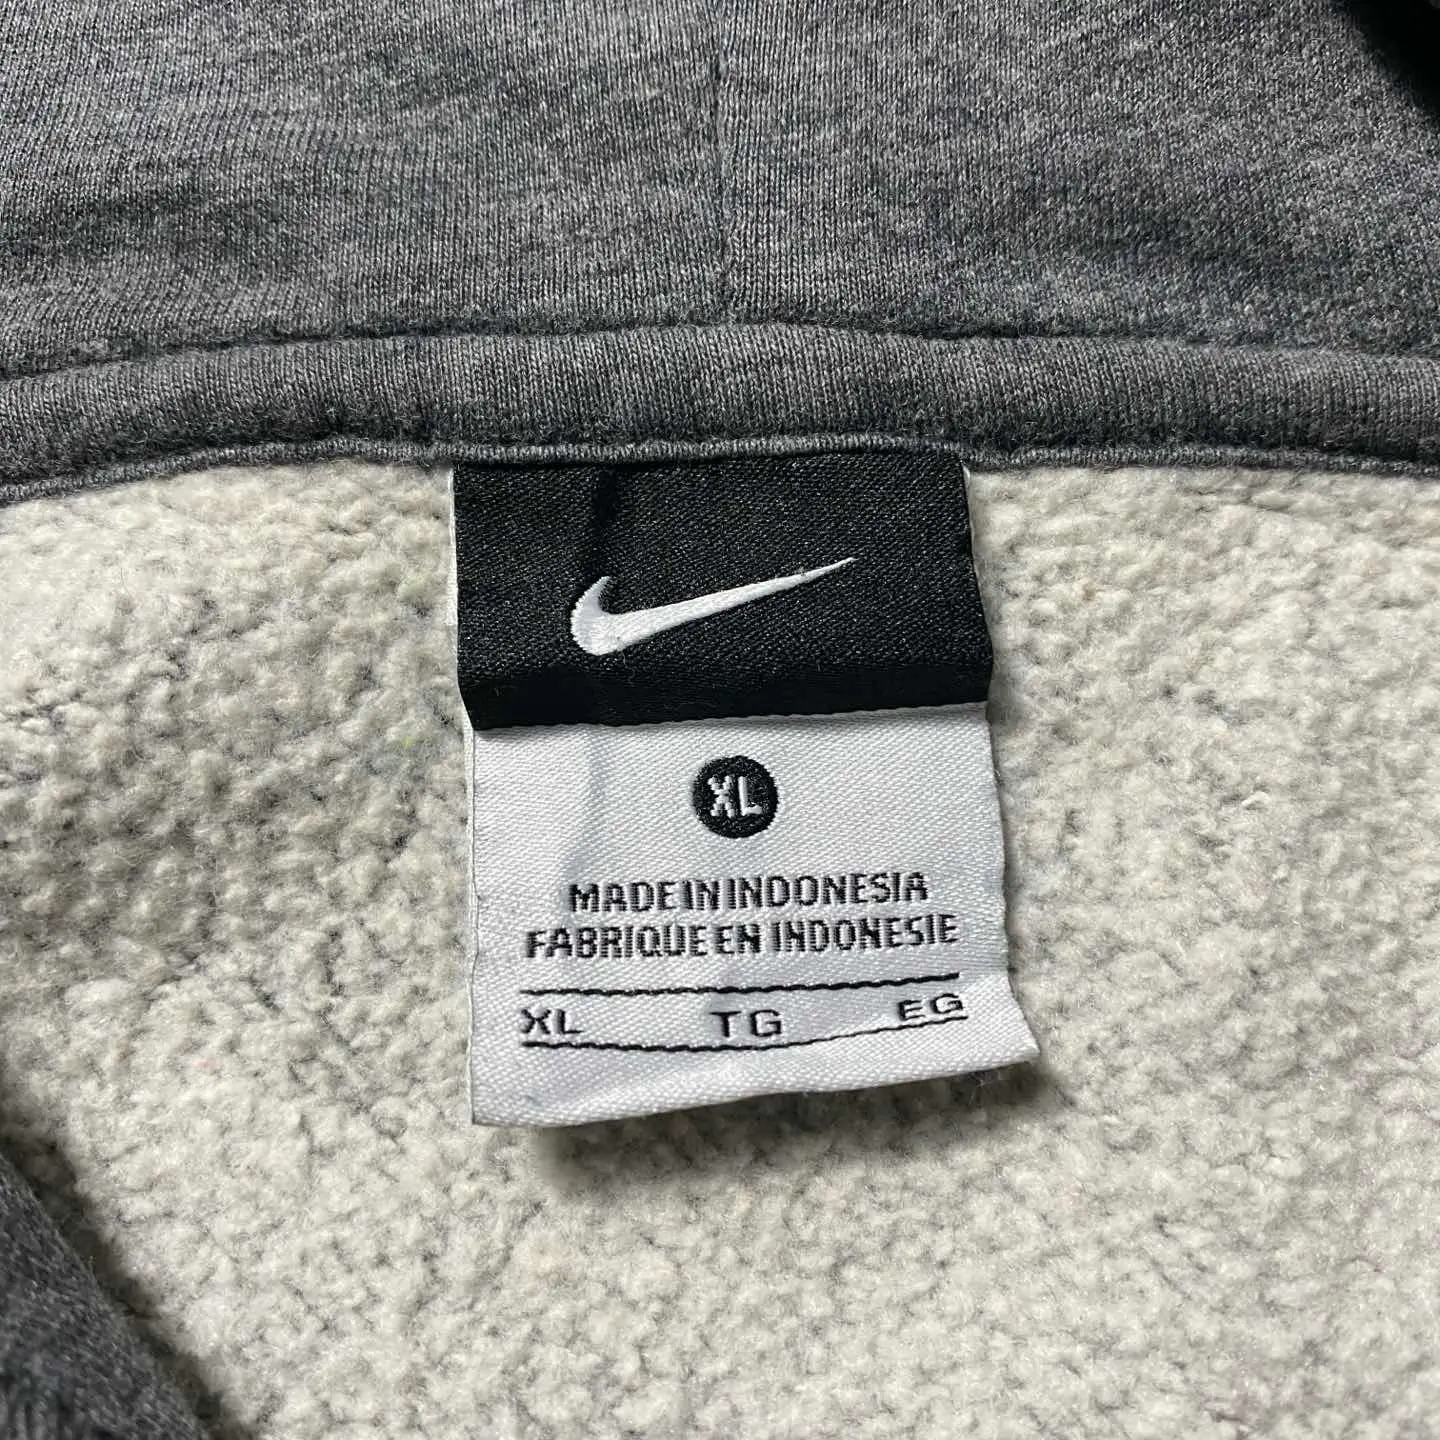 XL
MADE IN INDONESIA
FABRIQUE EN INDONESIE
XL TG EG